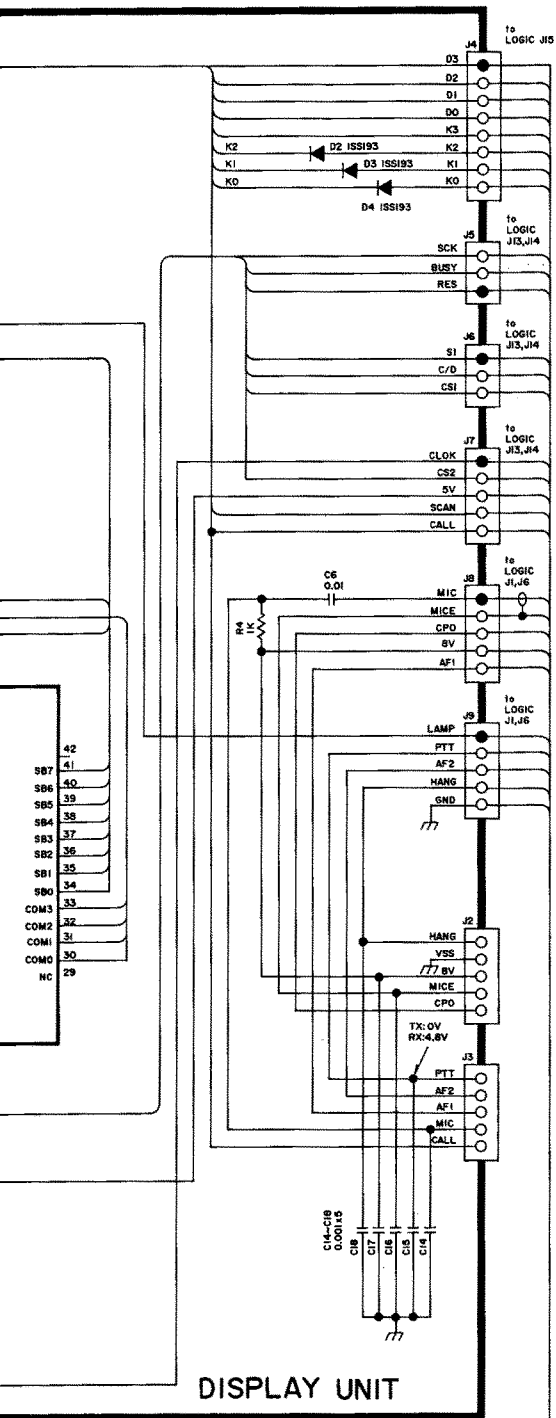 to
LOGIC J15
J4
D3
D2
D1
D0
K3
K2 D2 ISS193 K2
K1 D3 ISS193 K1
K0 K0
D4 ISS193
to
LOGIC
J13,J14
J5
SCK
BUSY
RES
to
LOGIC
J13,J14
J6
S1
C/D
CS1
to
LOGIC
J13,J14
J7
CLOK
CS2
5V
SCAN
CALL
to
LOGIC
J1,J6
J8
C6
0.01
MIC
R4
1K
MICE
CPO
8V
AF1
to
LOGIC
J1,J6
J9
LAMP
PTT
AF2
HANG
GND
42
SB7 41
SB6 40
SB5 39
SB4 38
SB3 37
SB2 36
SB1 35
SB0 34
COM3 33
COM2 32
COM1 31
COM0 30
NC 29
J2
HANG
VSS
8V
MICE
CPO
TX:0V
RX:4.8V
J3
PTT
AF2
AF1
MIC
CALL
C14~C18
0.001x5
C18
C17
C16
C15
C14
DISPLAY UNIT